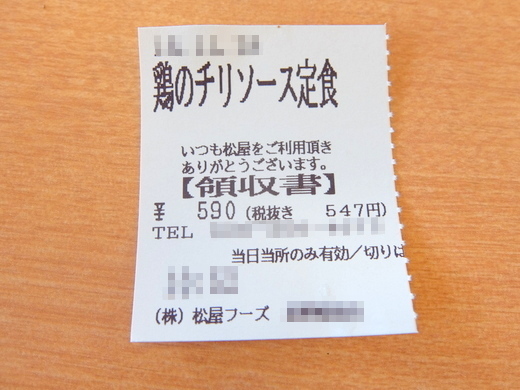 鶏のチリソース定食
いつも松屋をご利用頂き
ありがとうございます。
【領収書】
¥ 590 (税抜き 547円)
TEL
当日当所のみ有効／切りは
(株) 松屋フーズ